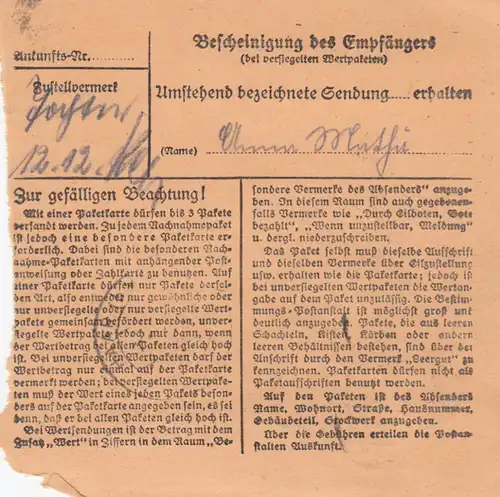 Ankunfts-Nr.
Zustellvermerk
Tochter
12.12.
Bescheinigung des Empfängers
(bei versiegelten Wertpaketen)
Umstehend bezeichnete Sendung..... erhalten
(Name) Anna Mathä
Zur gefälligen Beachtung!
Mit einer Paketkarte dürfen bis 3 Pakete
versandt werden. Zu jedem Nachnahmepaket
ist jedoch eine besondere Paketkarte er-
forderlich. Dabei sind die besonderen Nach-
nahme-Paketkarten mit anhängender Post-
anweisung oder Zahlkarte zu benutzen. Auf
einer Paketkarte dürfen nur Pakete dersel-
ben Art, also entweder nur gewöhnliche oder
nur unversiegelte oder nur versiegelte Wert-
pakete gemeinsam befördert werden, unver-
siegelte Wertpakete jedoch nur dann, wenn
der Wertbetrag bei allen Paketen gleich hoch
ist. Bei unversiegelten Wertpaketen darf der
Wertbetrag nur einmal auf der Paketkarte
vermerkt werden; bei versiegelten Wertpake-
ten muß der Wert eines jeden Pakets beson-
ders auf der Paketkarte angegeben sein, es sei
denn, daß er bei allen Paketen gleich hoch ist.
Bei Wertsendungen ist der Betrag mit dem
Zusatz „Wert" in Ziffern in dem Raum „Be-
sondere Vermerke des Absenders" anzuge-
ben. In diesem Raum sind auch gegebenen-
falls Vermerke wie „Durch Eilboten, Bote
bezahlt", „Wenn unzustellbar, Meldung"
u. dergl. niederzuschreiben.
Das Paket selbst muß dieselbe Aufschrift
und dieselben Vermerke über Eilzustellung
usw. erhalten wie die Paketkarte; jedoch ist
bei unversiegelten Wertpaketen die Wertan-
gabe auf dem Paket unzulässig. Die Bestim-
mungs-Postanstalt ist möglichst groß und
deutlich anzugeben. Pakete, die aus leeren
Schachteln, Kisten, Körben oder andern
leeren Behältnissen bestehen, sind über der
Anschrift durch den Vermerk „Leergut" zu
kennzeichnen. Paketkarten dürfen nicht als
Paketaufschriften benutzt werden.
Auf den Paketen ist des Absenders
Name, Wohnort, Straße, Hausnummer,
Gebäudeteil, Stockwerk anzugeben.
Über die Gebühren erteilen die Postan-
stalten Auskunft.